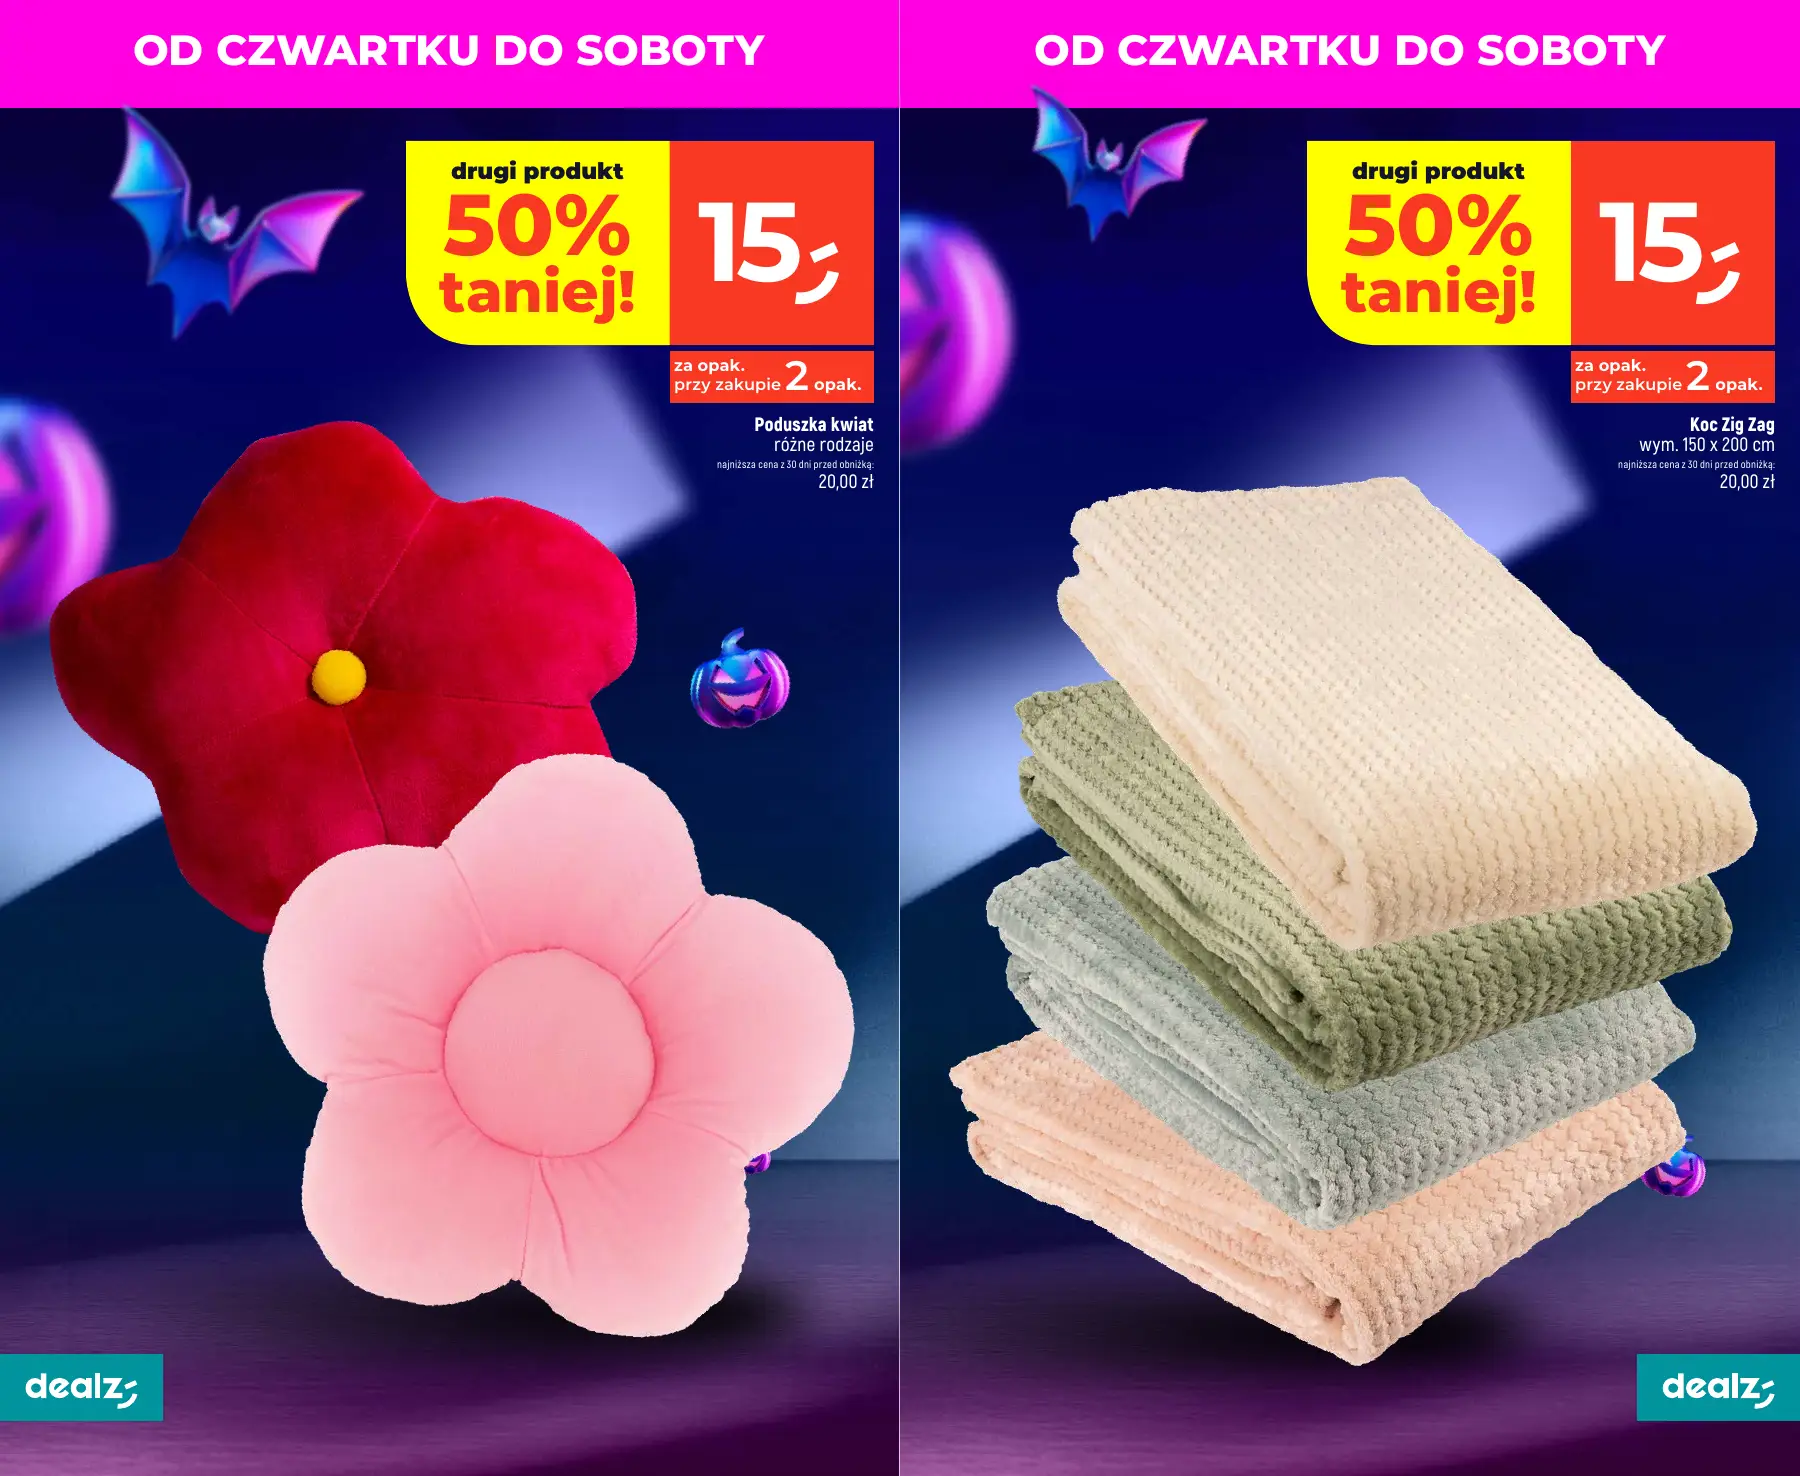 OD CZWARTKU DO SOBOTY
drugi produkt
50%
taniej!
15,-
za opak.
przy zakupie 2 opak.
Poduszka kwiat
różne rodzaje
najniższa cena z 30 dni przed obniżką:
20,00 zł
dealz
OD CZWARTKU DO SOBOTY
drugi produkt
50%
taniej!
15,-
za opak.
przy zakupie 2 opak.
Koc Zig Zag
wym. 150 x 200 cm
najniższa cena z 30 dni przed obniżką:
20,00 zł
dealz